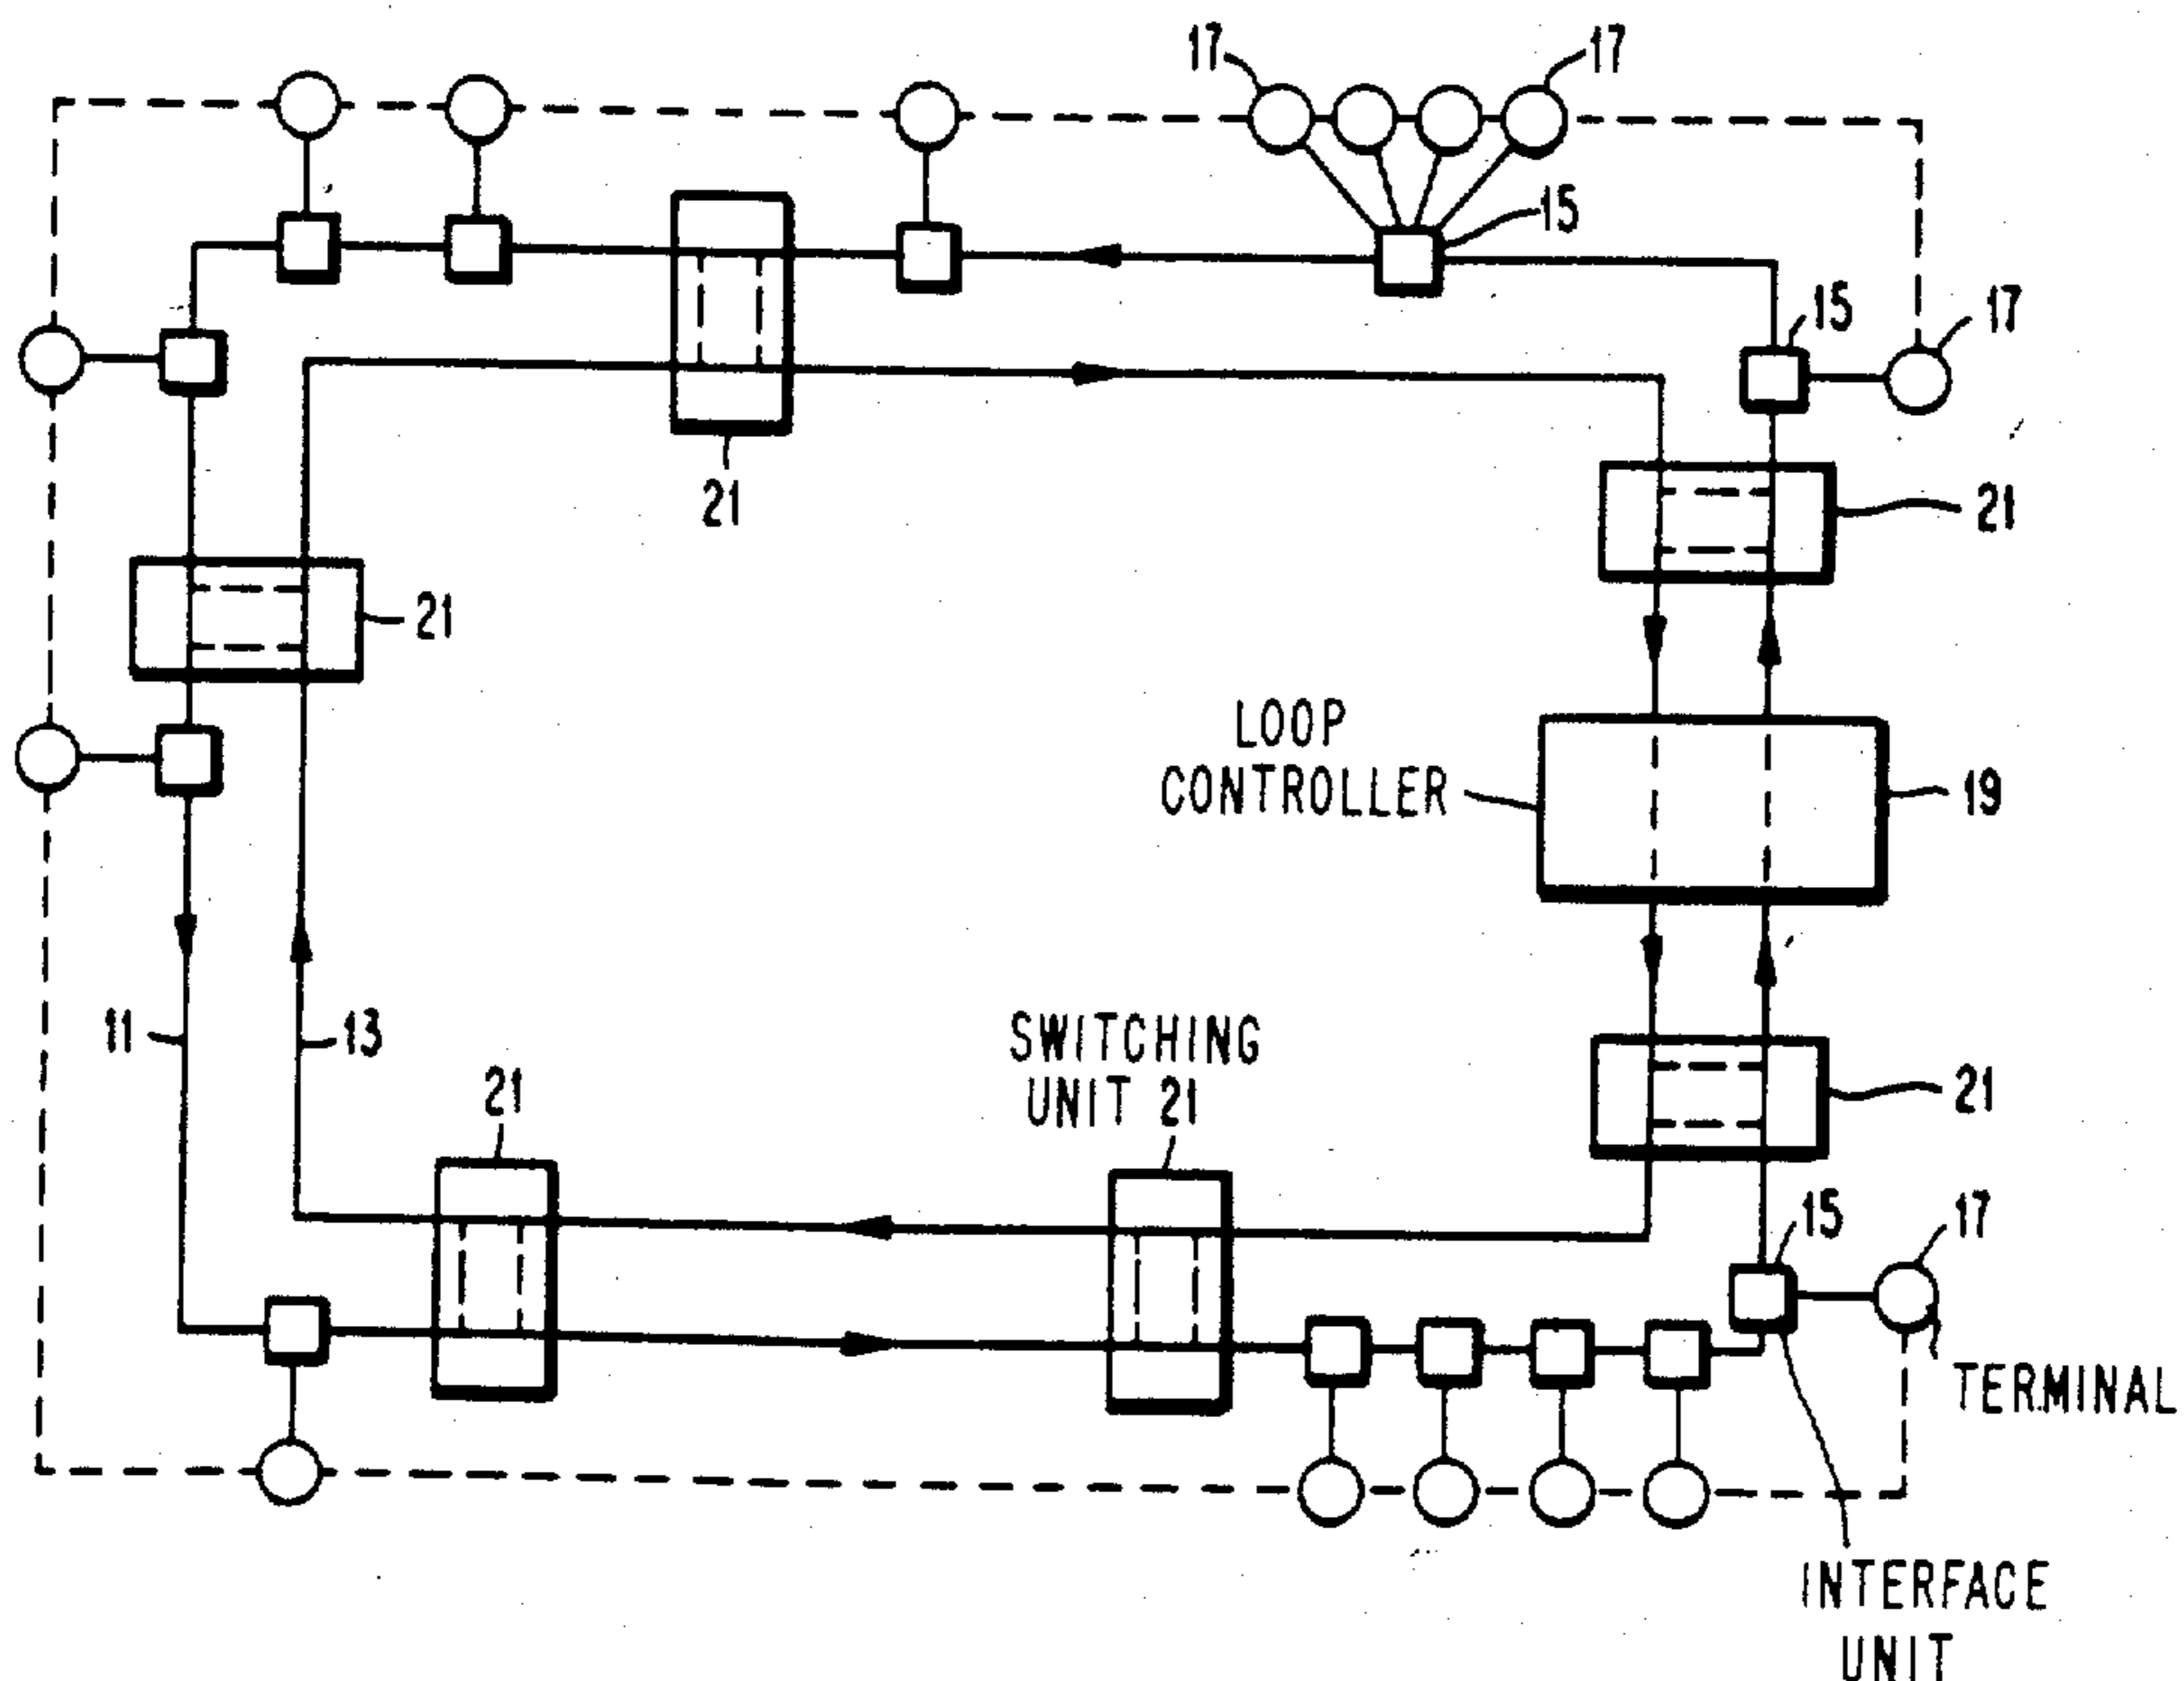 17
17
15
15
17
21
21
21
LOOP
CONTROLLER
19
11
13
SWITCHING
UNIT 21
21
21
15
17
TERMINAL
INTERFACE
UNIT